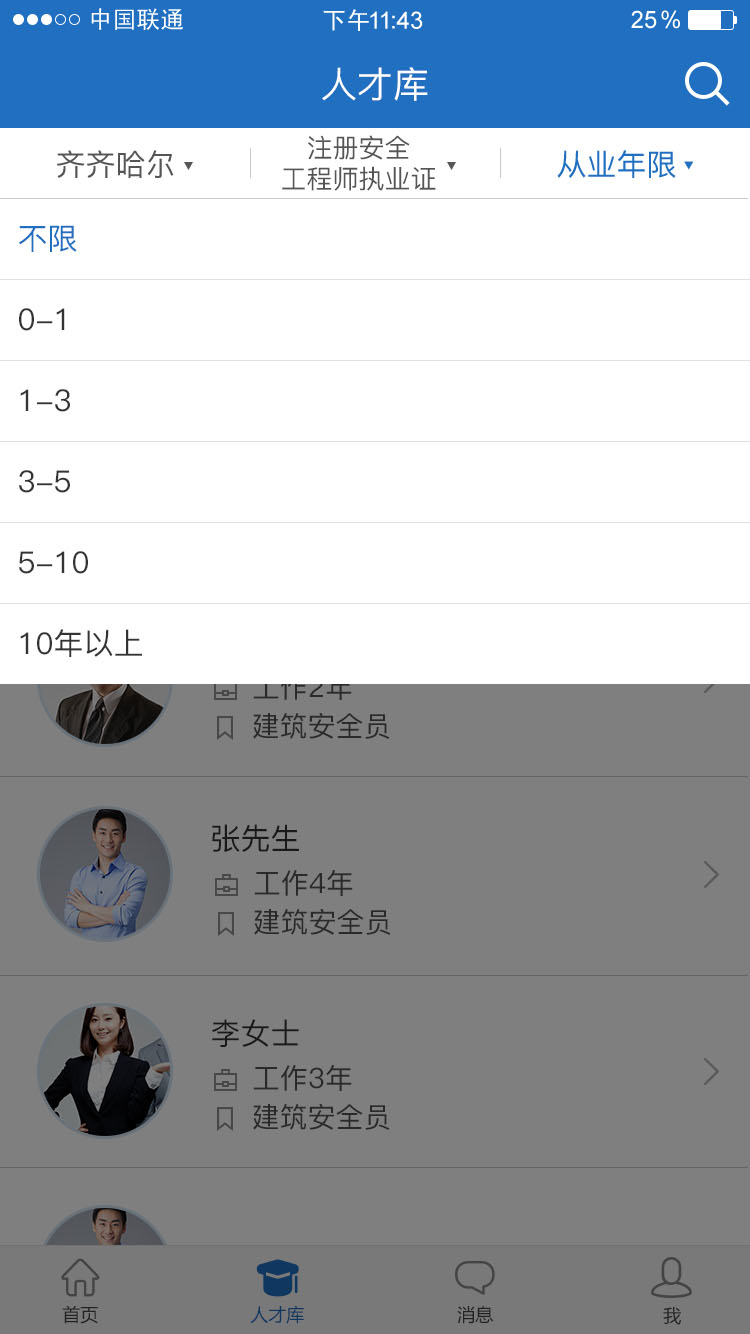 中国联通 下午11:43 25%
人才库
齐齐哈尔
注册安全
工程师执业证
从业年限
不限
0-1
1-3
3-5
5-10
10年以上
工作2年
建筑安全员
张先生
工作4年
建筑安全员
李女士
工作3年
建筑安全员
首页 人才库 消息 我